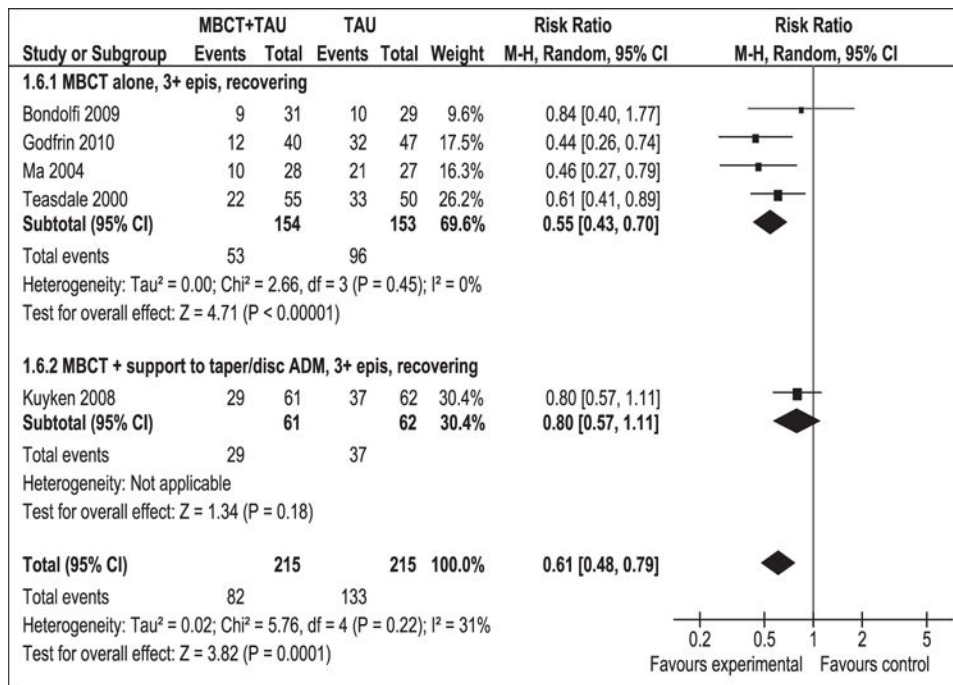 MBCT+TAU TAU Risk Ratio Risk Ratio
Study or Subgroup Events Total Events Total Weight M-H, Random, 95% CI M-H, Random, 95% CI
1.6.1 MBCT alone, 3+ epis, recovering
Bondolfi 2009 9 31 10 29 9.6% 0.84 [0.40, 1.77]
Godfrin 2010 12 40 32 47 17.5% 0.44 [0.26, 0.74]
Ma 2004 10 28 21 27 16.3% 0.46 [0.27, 0.79]
Teasdale 2000 22 55 33 50 26.2% 0.61 [0.41, 0.89]
Subtotal (95% CI) 154 153 69.6% 0.55 [0.43, 0.70]
Total events 53 96
Heterogeneity: Tau² = 0.00; Chi² = 2.66, df = 3 (P = 0.45); I² = 0%
Test for overall effect: Z = 4.71 (P < 0.00001)
1.6.2 MBCT + support to taper/disc ADM, 3+ epis, recovering
Kuyken 2008 29 61 37 62 30.4% 0.80 [0.57, 1.11]
Subtotal (95% CI) 61 62 30.4% 0.80 [0.57, 1.11]
Total events 29 37
Heterogeneity: Not applicable
Test for overall effect: Z = 1.34 (P = 0.18)
Total (95% CI) 215 215 100.0% 0.61 [0.48, 0.79]
Total events 82 133
Heterogeneity: Tau² = 0.02; Chi² = 5.76, df = 4 (P = 0.22); I² = 31%
Test for overall effect: Z = 3.82 (P = 0.0001)
0.2 0.5 1 2 5
Favours experimental Favours control